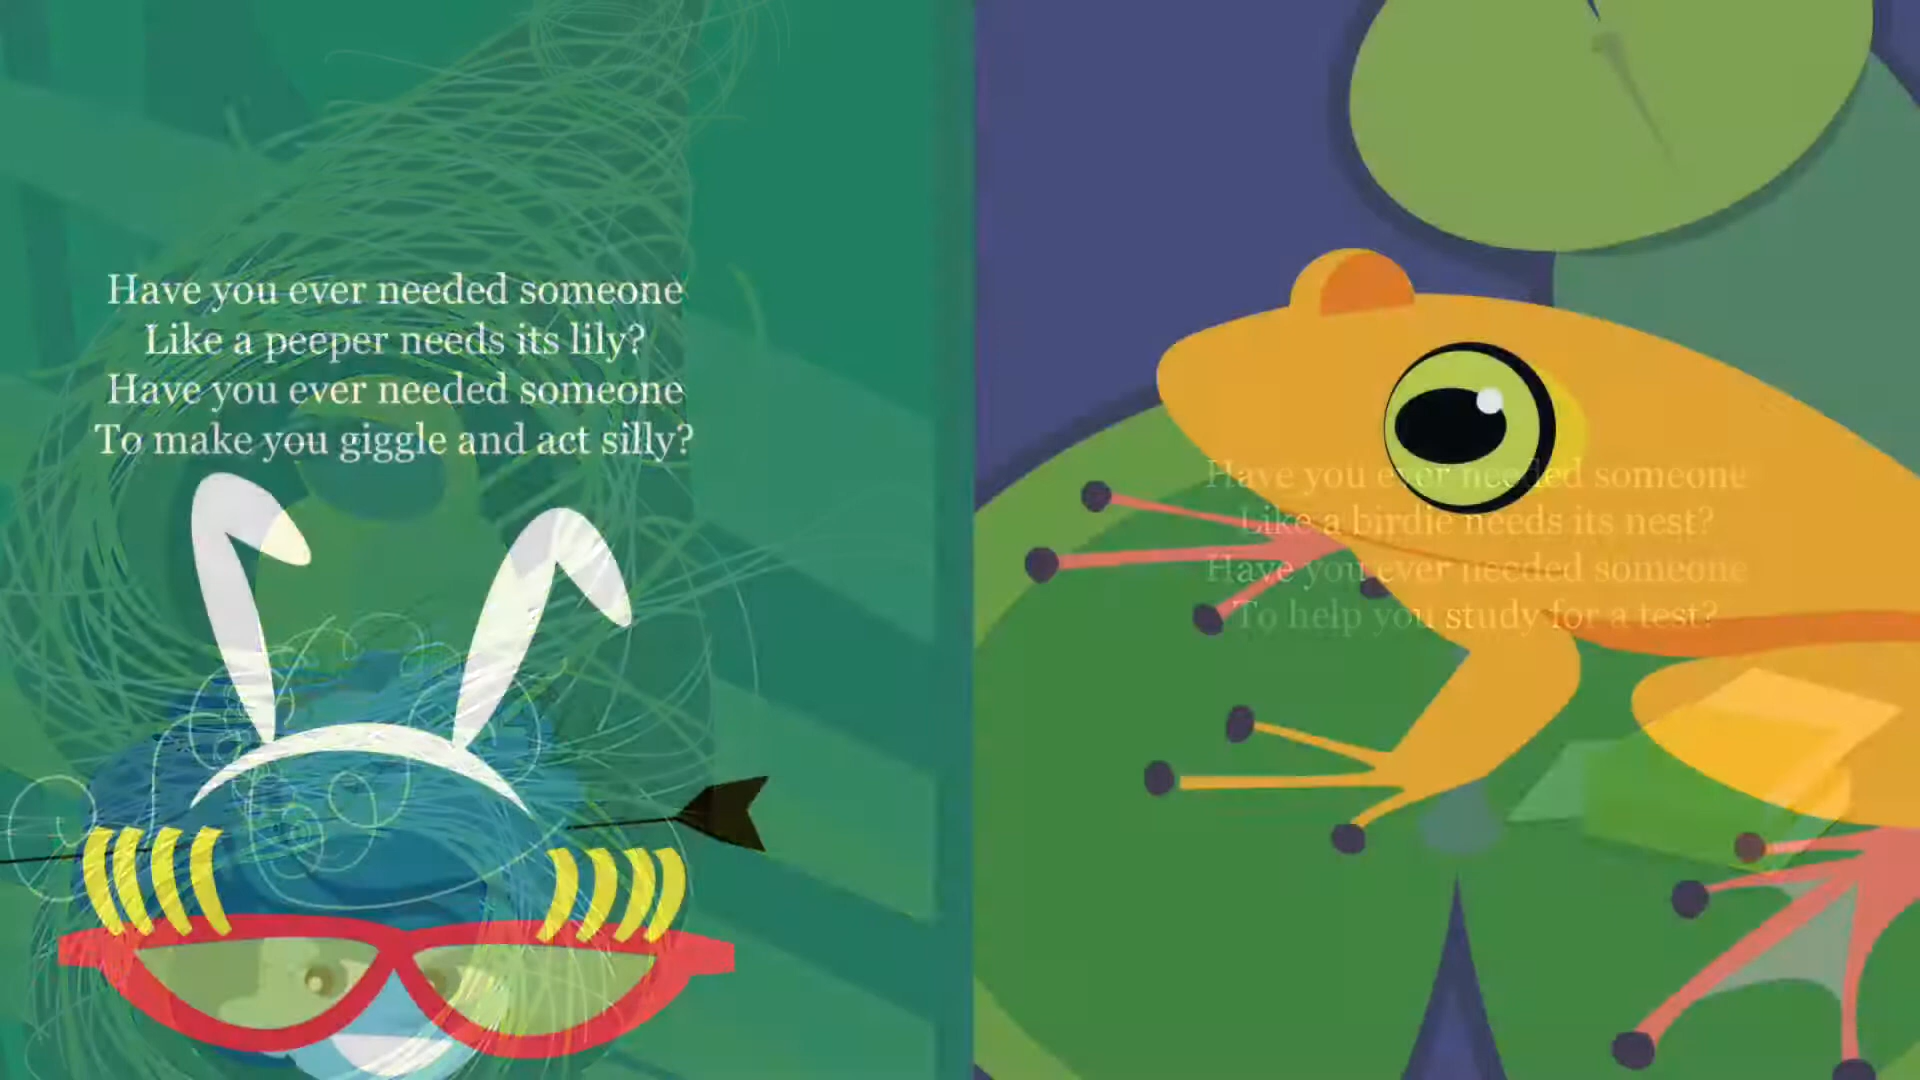 Have you ever needed someone
Like a peeper needs its lily?
Have you ever needed someone
To make you giggle and act silly?
Have you ever needed someone
Like a birdie needs its nest?
Have you ever needed someone
To help you study for a test?